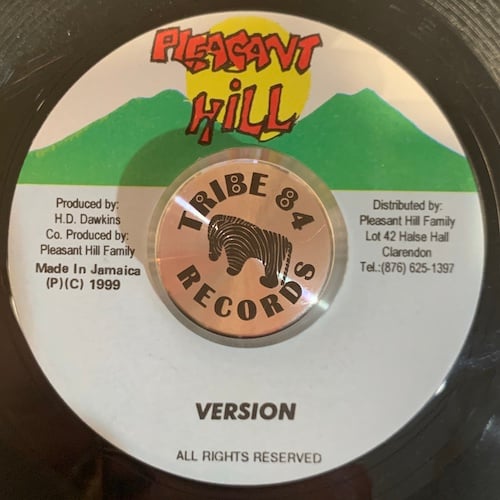 PLEASANT
HILL
Produced by:
H.D. Dawkins
Co. Produced by:
Pleasant Hill Family
Made In Jamaica
(P)(C) 1999
TRIBE 84
RECORDS
Distributed by:
Pleasant Hill Family
Lot 42 Halse Hall
Clarendon
Tel.:(876) 625-1397
VERSION
ALL RIGHTS RESERVED